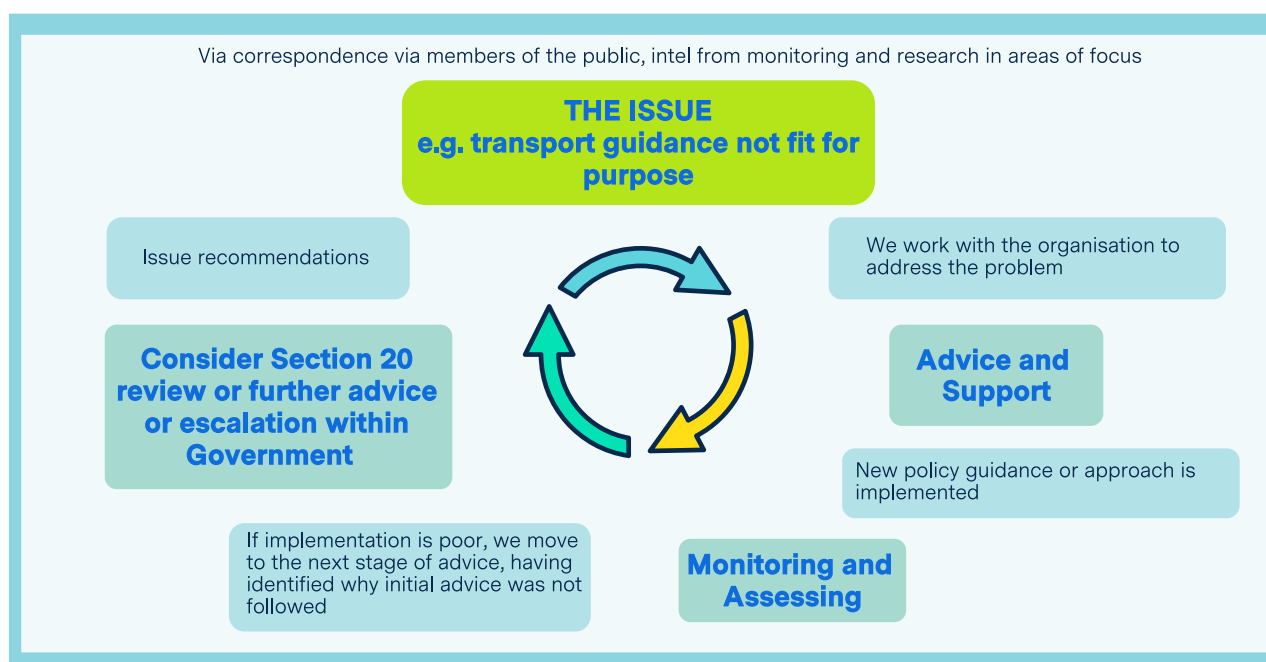 Via correspondence via members of the public, intel from monitoring and research in areas of focus
THE ISSUE
e.g. transport guidance not fit for
purpose
We work with the organisation to
address the problem
Advice and
Support
New policy guidance or approach is
implemented
Monitoring and
Assessing
If implementation is poor, we move
to the next stage of advice, having
identified why initial advice was not
followed
Consider Section 20
review or further advice
or escalation within
Government
Issue recommendations